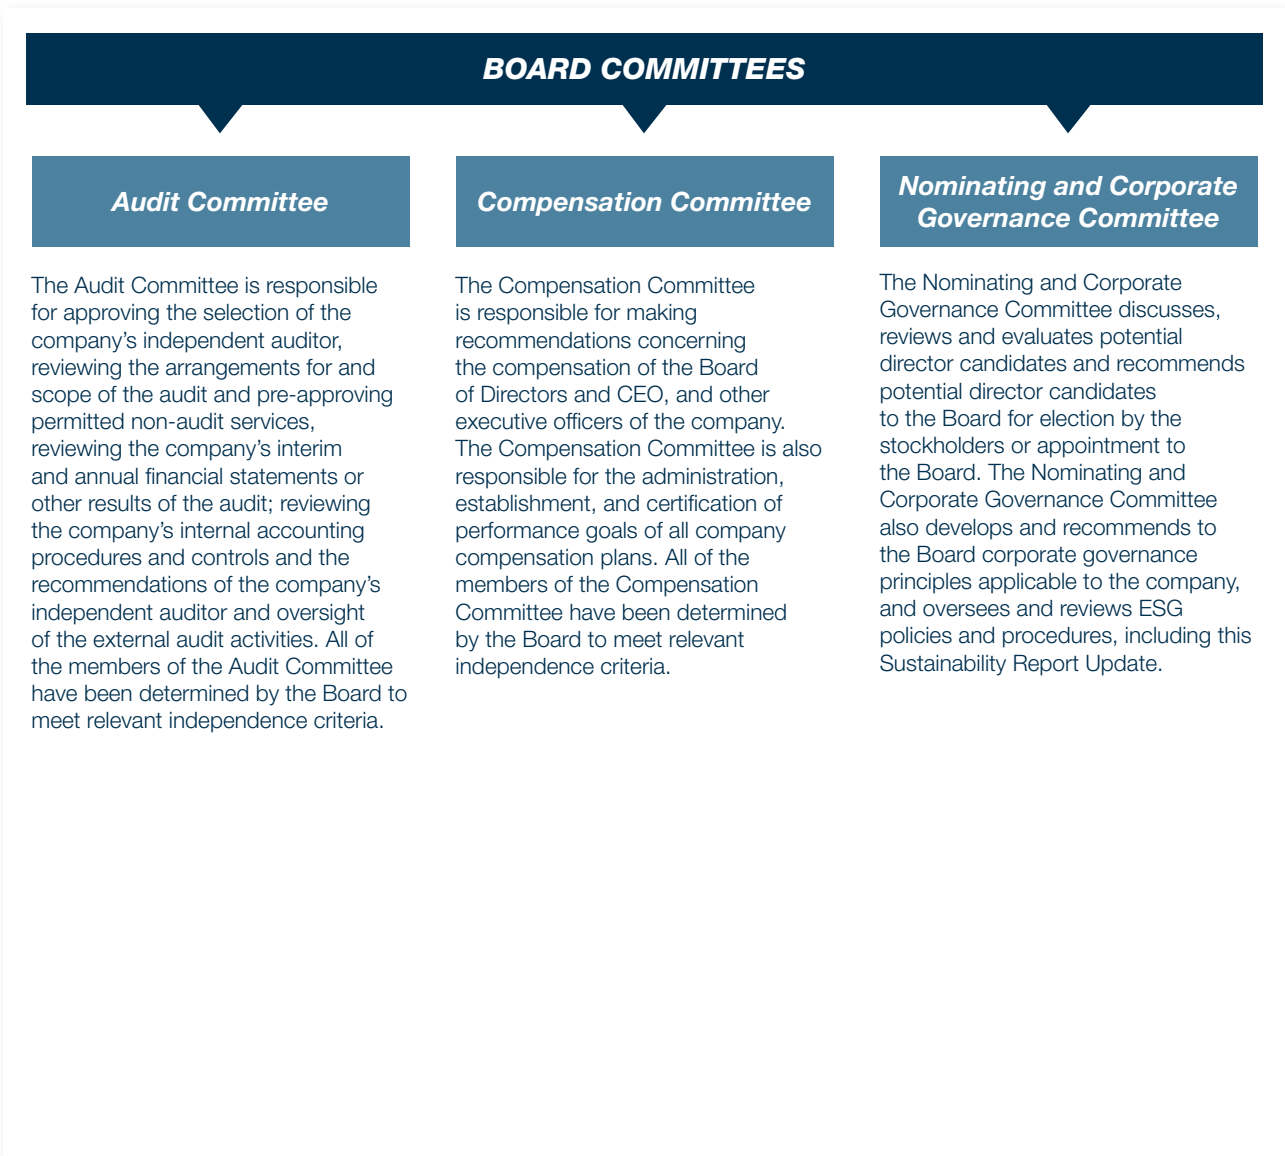 BOARD COMMITTEES
Audit Committee
The Audit Committee is responsible
for approving the selection of the
company’s independent auditor,
reviewing the arrangements for and
scope of the audit and pre-approving
permitted non-audit services,
reviewing the company’s interim
and annual financial statements or
other results of the audit; reviewing
the company’s internal accounting
procedures and controls and the
recommendations of the company’s
independent auditor and oversight
of the external audit activities. All of
the members of the Audit Committee
have been determined by the Board to
meet relevant independence criteria.
Compensation Committee
The Compensation Committee
is responsible for making
recommendations concerning
the compensation of the Board
of Directors and CEO, and other
executive officers of the company.
The Compensation Committee is also
responsible for the administration,
establishment, and certification of
performance goals of all company
compensation plans. All of the
members of the Compensation
Committee have been determined
by the Board to meet relevant
independence criteria.
Nominating and Corporate
Governance Committee
The Nominating and Corporate
Governance Committee discusses,
reviews and evaluates potential
director candidates and recommends
potential director candidates
to the Board for election by the
stockholders or appointment to
the Board. The Nominating and
Corporate Governance Committee
also develops and recommends to
the Board corporate governance
principles applicable to the company,
and oversees and reviews ESG
policies and procedures, including this
Sustainability Report Update.